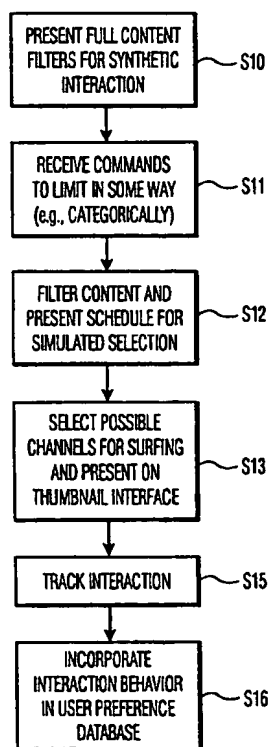 PRESENT FULL CONTENT
FILTERS FOR SYNTHETIC
INTERACTION
S10
RECEIVE COMMANDS
TO LIMIT IN SOME WAY
(e.g., CATEGORICALLY)
S11
FILTER CONTENT AND
PRESENT SCHEDULE FOR
SIMULATED SELECTION
S12
SELECT POSSIBLE
CHANNELS FOR SURFING
AND PRESENT ON
THUMBNAIL INTERFACE
S13
TRACK INTERACTION
S15
INCORPORATE
INTERACTION BEHAVIOR
IN USER PREFERENCE
DATABASE
S16